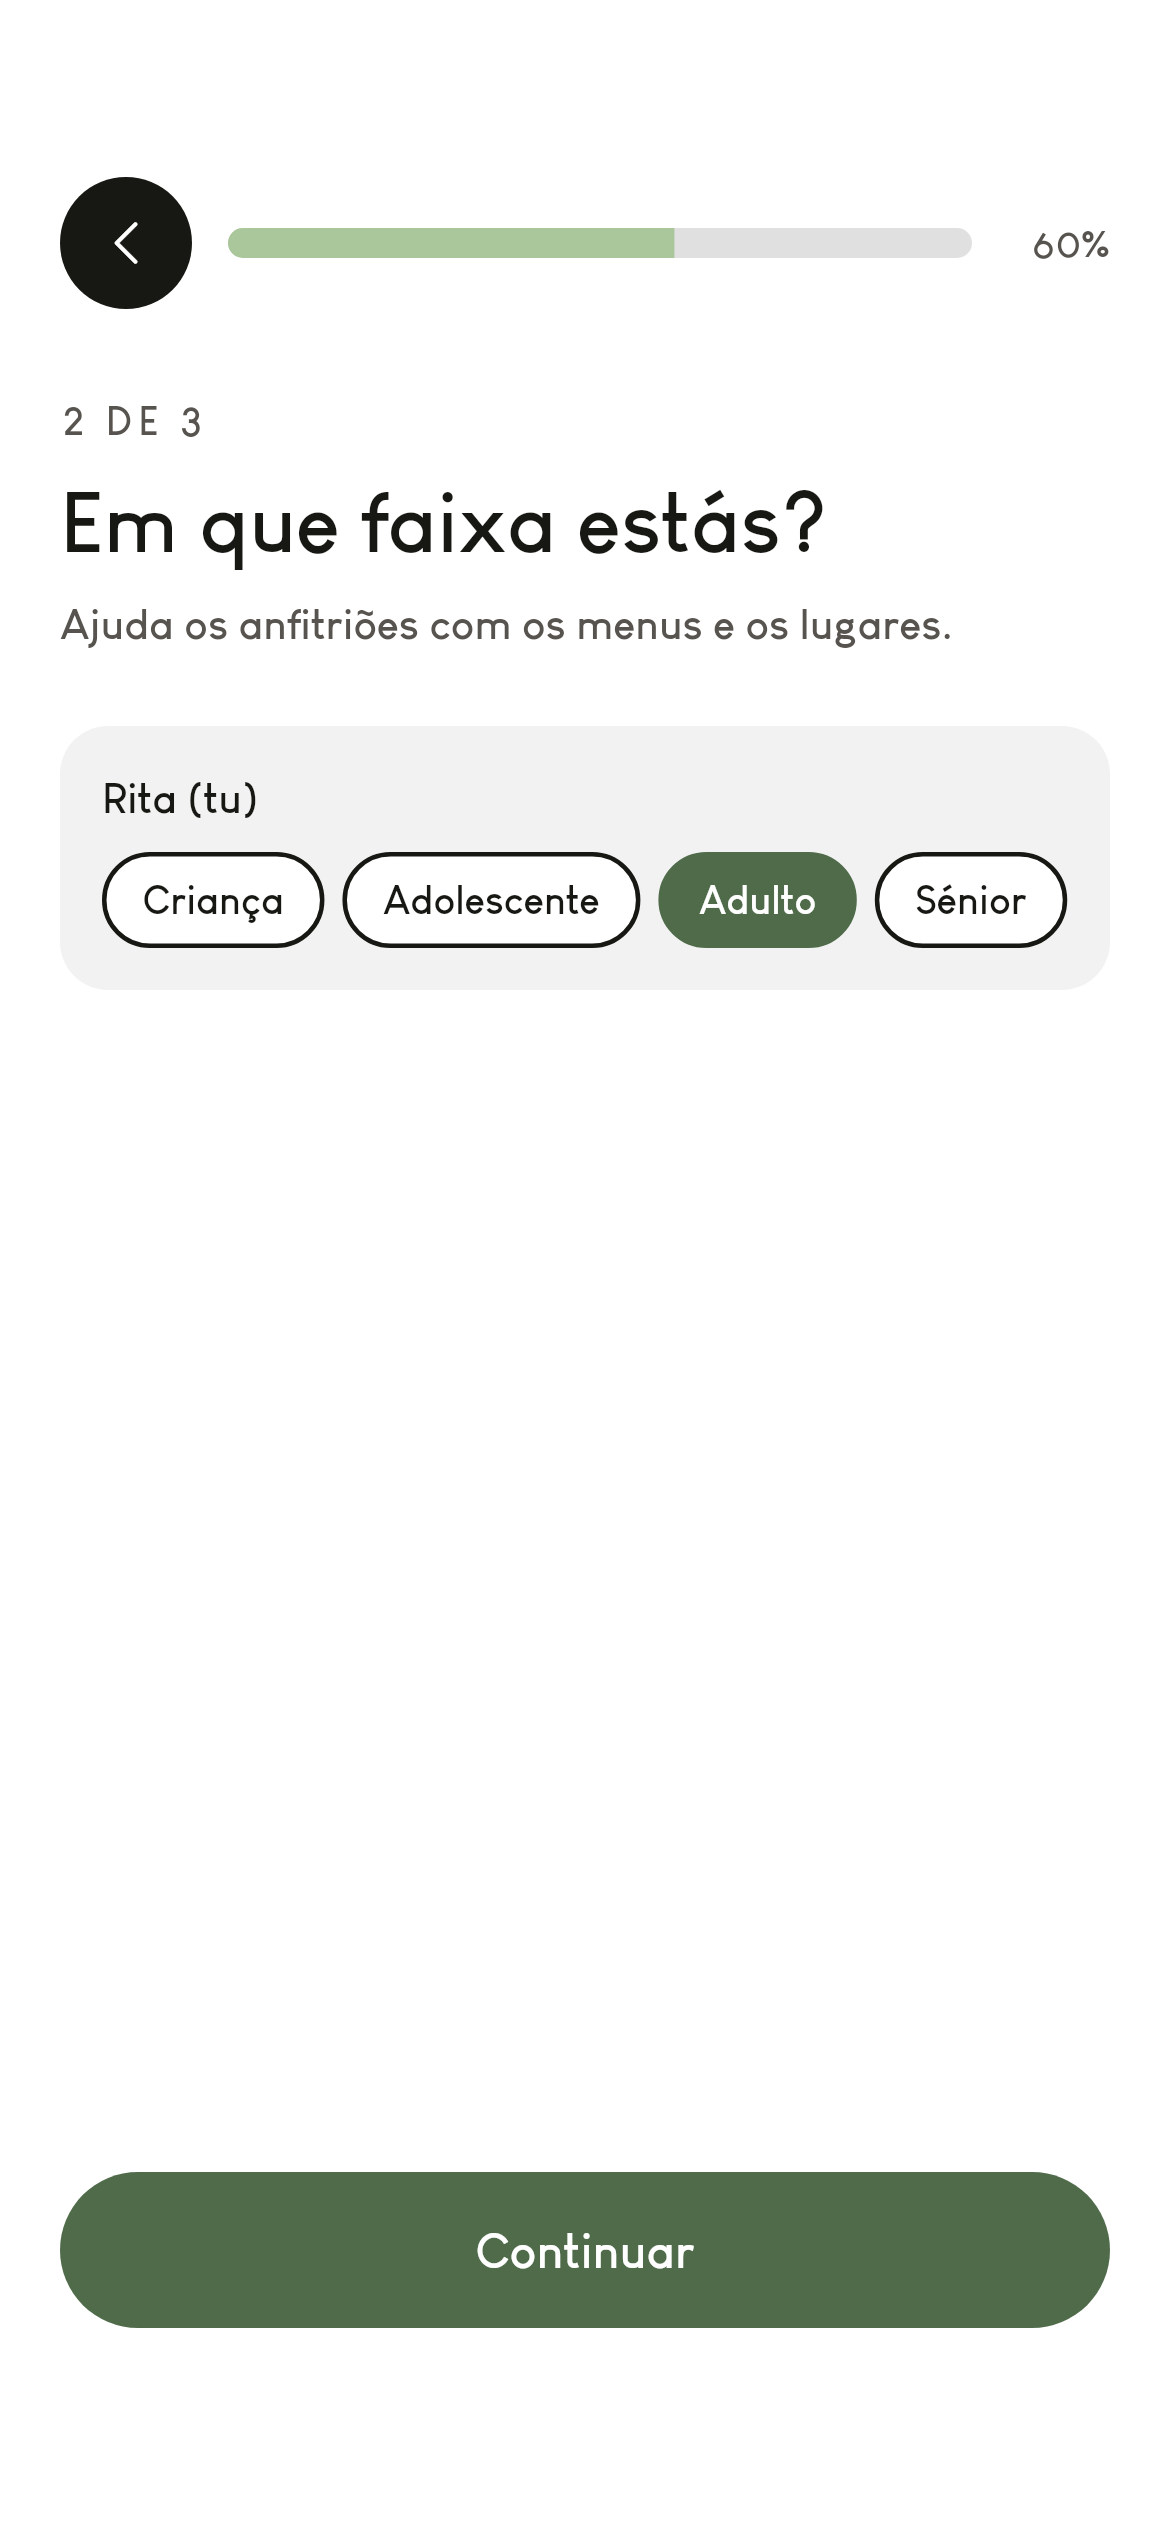 60%
2 DE 3
Em que faixa estás?
Ajuda os anfitriões com os menus e os lugares.
Rita (tu)
Criança Adolescente Adulto Sénior
Continuar